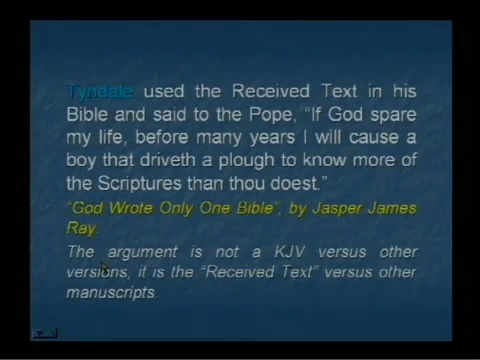 Tyndale used the Received Text in his
Bible and said to the Pope, “If God spare
my life, before many years I will cause a
boy that driveth a plough to know more of
the Scriptures than thou doest.”
“God Wrote Only One Bible”, by Jasper James
Ray.
The argument is not a KJV versus other
versions, it is the “Received Text” versus other
manuscripts.